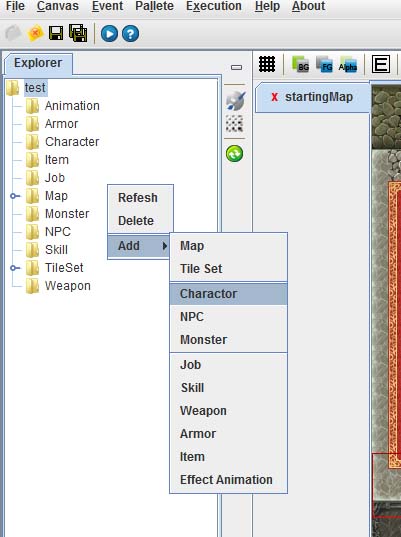 File Canvas Event Pallete Execution Help About
BG FG Alpha E
Explorer
x startingMap
test
Animation
Armor
Character
Item
Job
Map
Monster
NPC
Skill
TileSet
Weapon
Refesh
Delete
Add
Map
Tile Set
Charactor
NPC
Monster
Job
Skill
Weapon
Armor
Item
Effect Animation